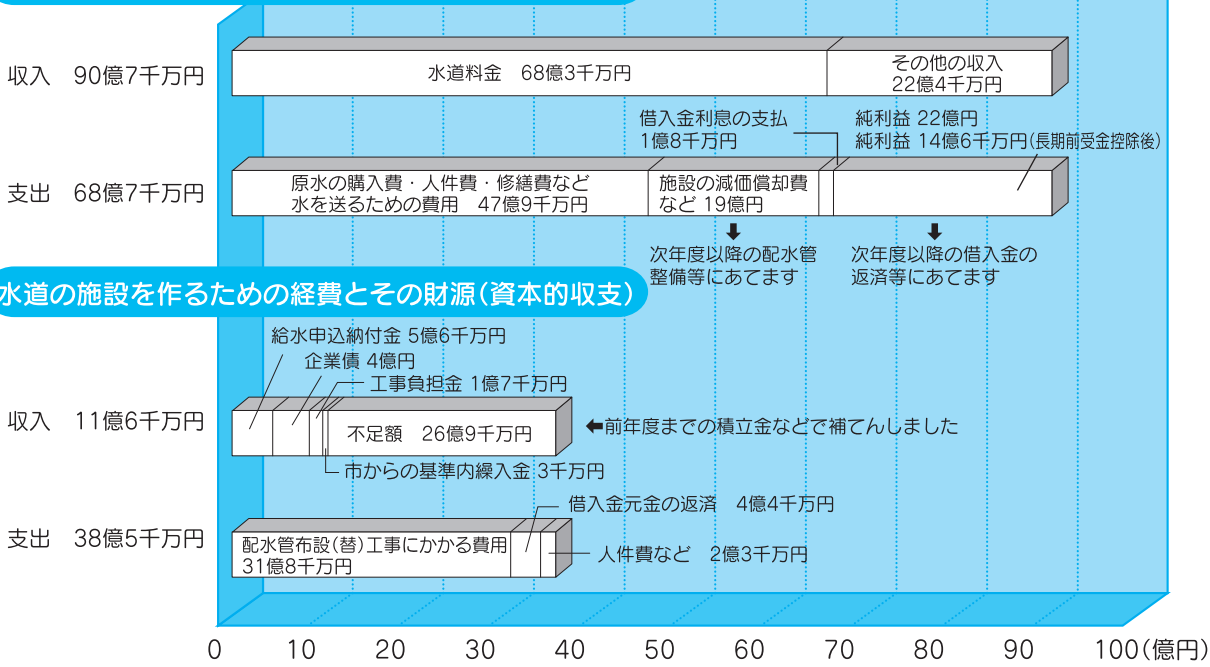 収入 90億7千万円
水道料金 68億3千万円
その他の収入
22億4千万円
借入金利息の支払
1億8千万円
純利益 22億円
純利益 14億6千万円(長期前受金控除後)
支出 68億7千万円
原水の購入費・人件費・修繕費など
水を送るための費用 47億9千万円
施設の減価償却費
など 19億円
次年度以降の配水管
整備等にあてます
次年度以降の借入金の
返済等にあてます
水道の施設を作るための経費とその財源(資本的収支)
給水申込納付金 5億6千万円
企業債 4億円
工事負担金 1億7千万円
収入 11億6千万円
不足額 26億9千万円
前年度までの積立金などで補てんしました
市からの基準内繰入金 3千万円
借入金元金の返済 4億4千万円
支出 38億5千万円
配水管布設(替)工事にかかる費用
31億8千万円
人件費など 2億3千万円
0 10 20 30 40 50 60 70 80 90 100(億円)